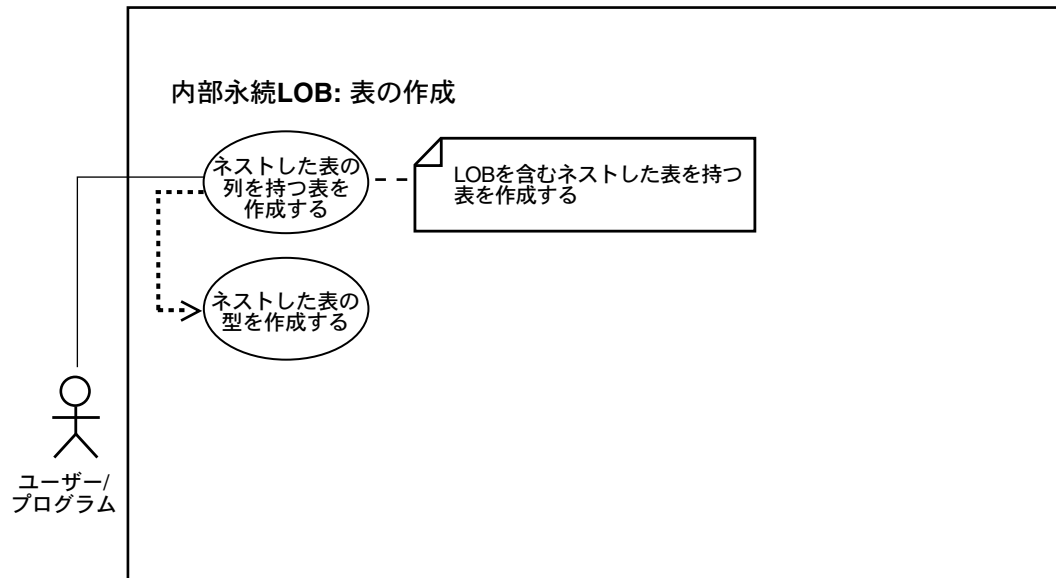 内部永続LOB: 表の作成
ネストした表の
列を持つ表を
作成する
LOBを含むネストした表を持つ
表を作成する
ネストした表の
型を作成する
ユーザー/
プログラム